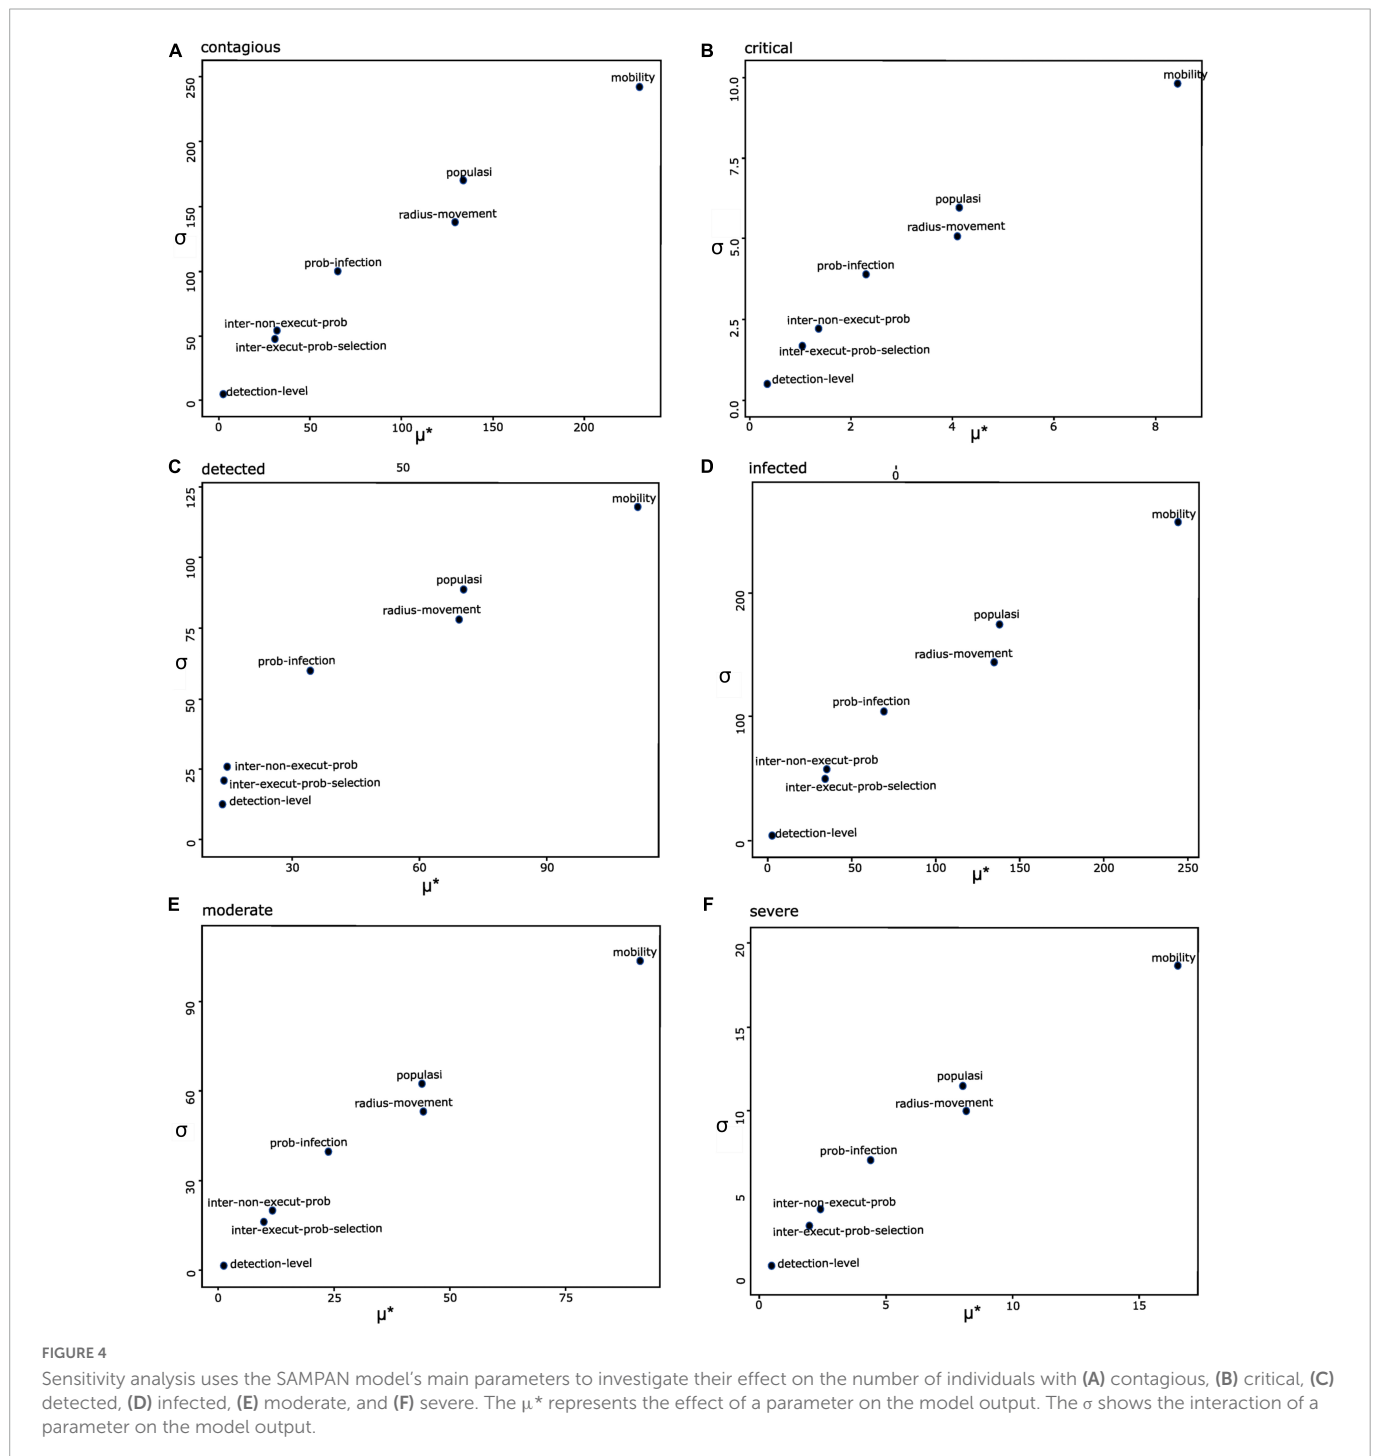 A contagious
250
200
150
100
50
0
σ
mobility
populasi
radius-movement
prob-infection
inter-non-execut-prob
inter-execut-prob-selection
detection-level
0 50 100 150 200
μ*
B critical
10.0
7.5
5.0
2.5
0.0
σ
mobility
populasi
radius-movement
prob-infection
inter-non-execut-prob
inter-execut-prob-selection
detection-level
0 2 4 6 8
μ*
C detected 50
125
100
75
50
25
0
σ
mobility
populasi
radius-movement
prob-infection
inter-non-execut-prob
inter-execut-prob-selection
detection-level
30 60 90
μ*
D infected 0
200
100
0
σ
mobility
populasi
radius-movement
prob-infection
inter-non-execut-prob
inter-execut-prob-selection
detection-level
0 50 100 150 200 250
μ*
E moderate
90
60
30
0
σ
mobility
populasi
radius-movement
prob-infection
inter-non-execut-prob
inter-execut-prob-selection
detection-level
0 25 50 75
μ*
F severe
20
15
10
5
0
σ
mobility
populasi
radius-movement
prob-infection
inter-non-execut-prob
inter-execut-prob-selection
detection-level
0 5 10 15
μ*
FIGURE 4
Sensitivity analysis uses the SAMPAN model's main parameters to investigate their effect on the number of individuals with (A) contagious, (B) critical, (C)
detected, (D) infected, (E) moderate, and (F) severe. The μ* represents the effect of a parameter on the model output. The σ shows the interaction of a
parameter on the model output.